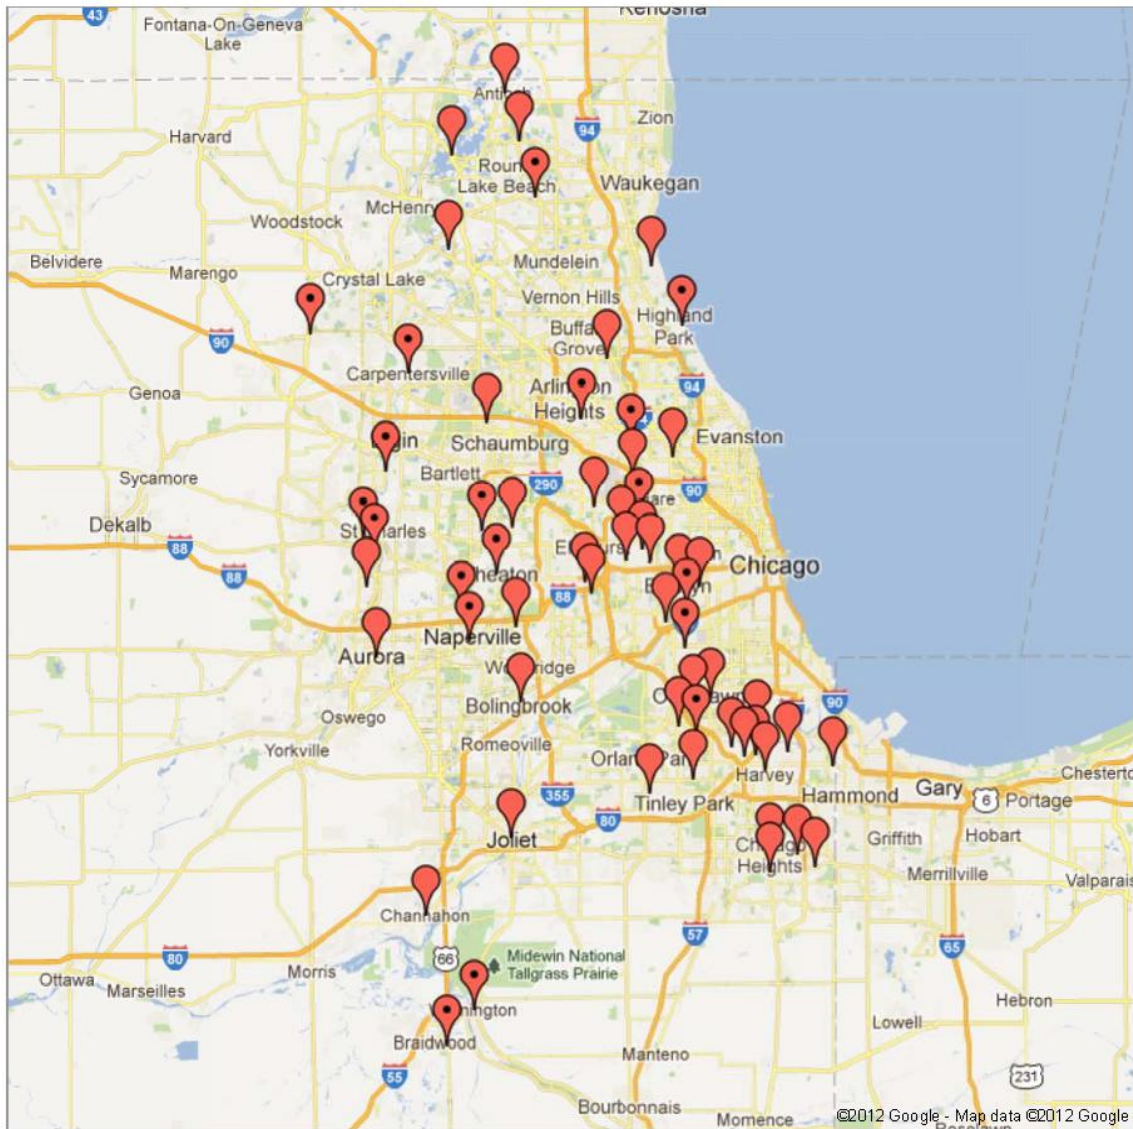 Kenosha
43
Fontana-On-Geneva
Lake
94
Zion
Harvard
Lake Beach
Waukegan
McHenry
Woodstock
Belvidere
Marengo
Mundelein
Crystal Lake
Vernon Hills
Highland
Park
Grove
90
Carpentersville
94
Genoa
Heights
Schaumburg
Evanston
Bartlett
Sycamore
290
90
Dekalb
88
88
Chicago
88
Naperville
Aurora
Bolingbrook
Oswego
90
Yorkville
Romeoville
Harvey
Chesterto
355
Tinley Park
Hammond
Gary
6
Portage
80
Joliet
Griffith
Hobart
Heights
Merrillville
Valparais
Channahon
57
65
80
66
Midewin National
Tallgrass Prairie
Ottawa
Morris
Marseilles
Hebron
Lowell
Braidwood
Manteno
55
231
Bourbonnais
Momence
©2012 Google - Map data ©2012 Google